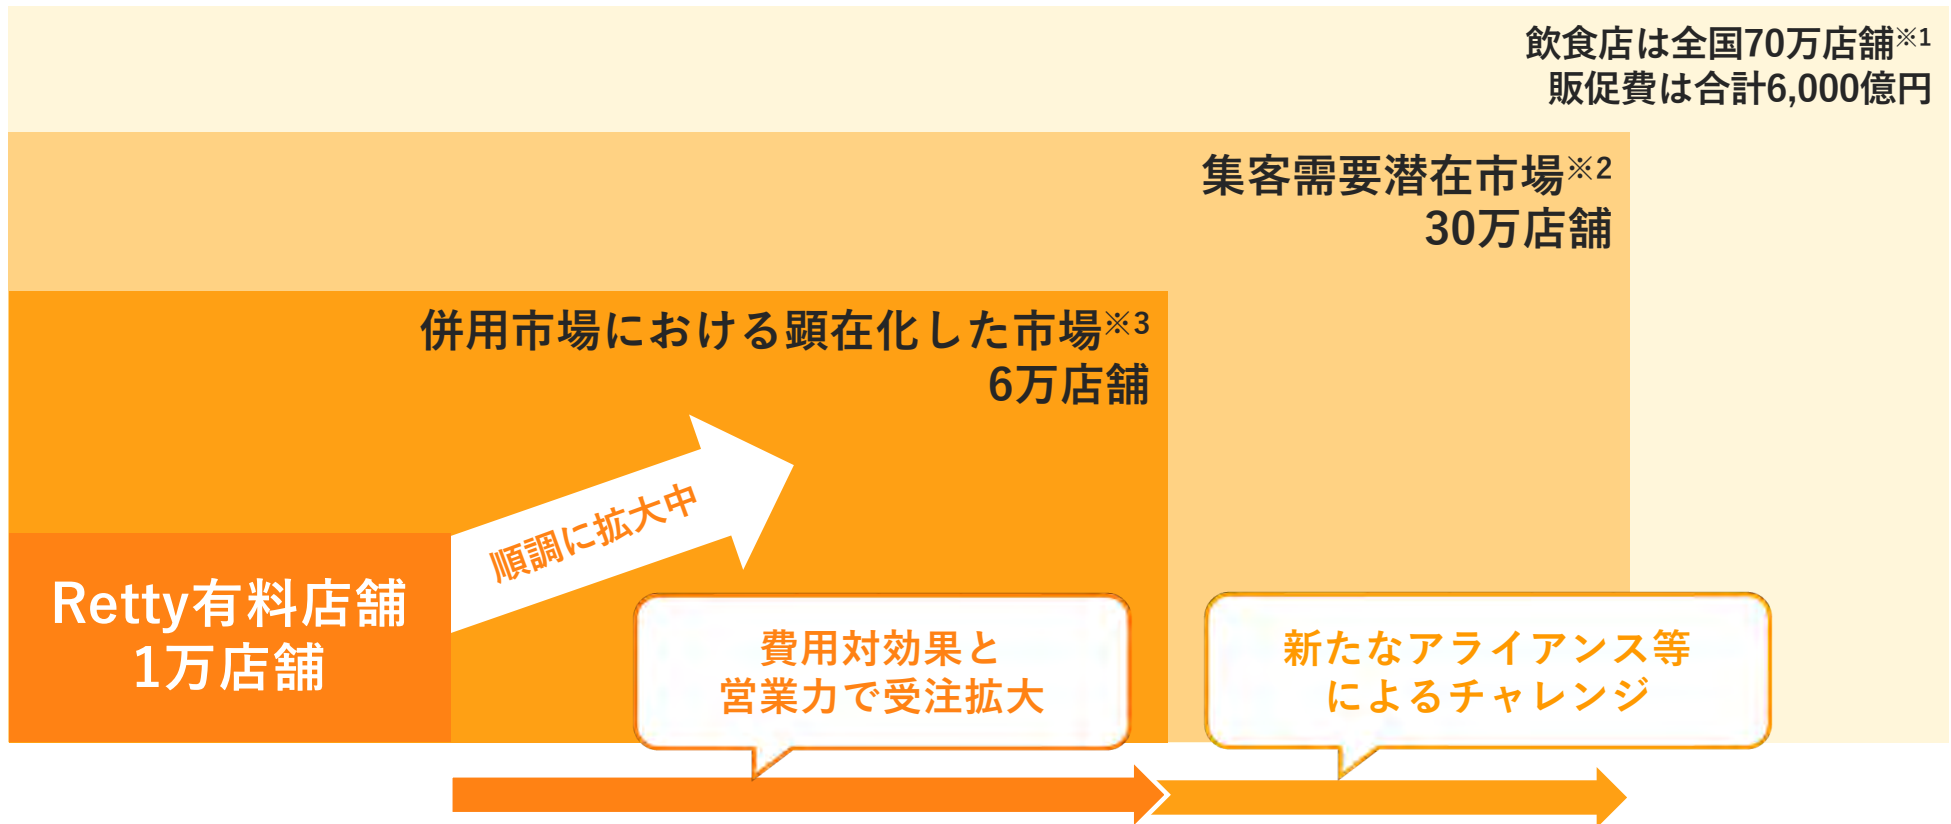 飲食店は全国70万店舗※1
販促費は合計6,000億円
集客需要潜在市場※2
30万店舗
併用市場における顕在化した市場※3
6万店舗
順調に拡大中
Retty有料店舗
1万店舗
費用対効果と
営業力で受注拡大
新たなアライアンス等
によるチャレンジ